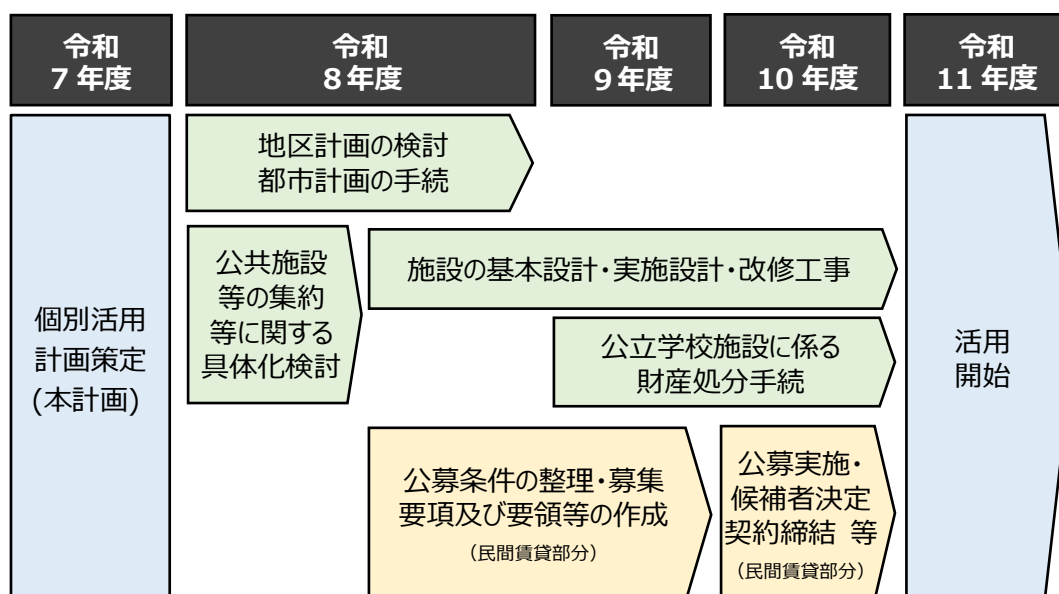 令和
7 年度
令和
8年度
令和
9年度
令和
10 年度
令和
11 年度
個別活用
計画策定
(本計画)
地区計画の検討
都市計画の手続
公共施設
等の集約
等に関する
具体化検討
施設の基本設計・実施設計・改修工事
公立学校施設に係る
財産処分手続
公募条件の整理・募集
要項及び要領等の作成
(民間賃貸部分)
公募実施・
候補者決定
契約締結 等
(民間賃貸部分)
活用
開始